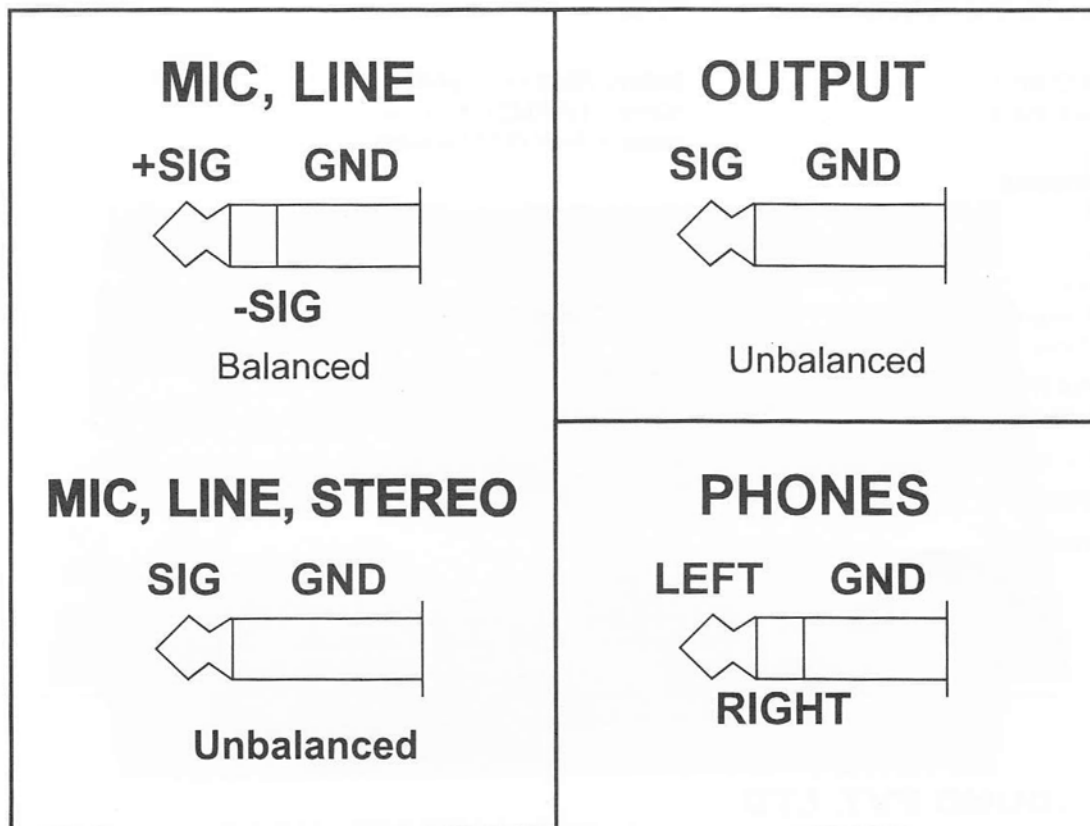 MIC, LINE
+SIG GND
-SIG
Balanced
MIC, LINE, STEREO
SIG GND
Unbalanced
OUTPUT
SIG GND
Unbalanced
PHONES
LEFT GND
RIGHT